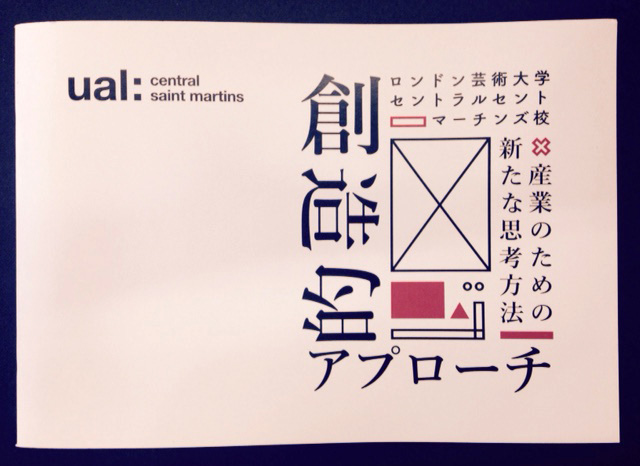 ual: central
saint martins
ロンドン芸術大学
セントラルセント
マーチンズ校
創造的
産業のための
新たな思考方法
アプローチ